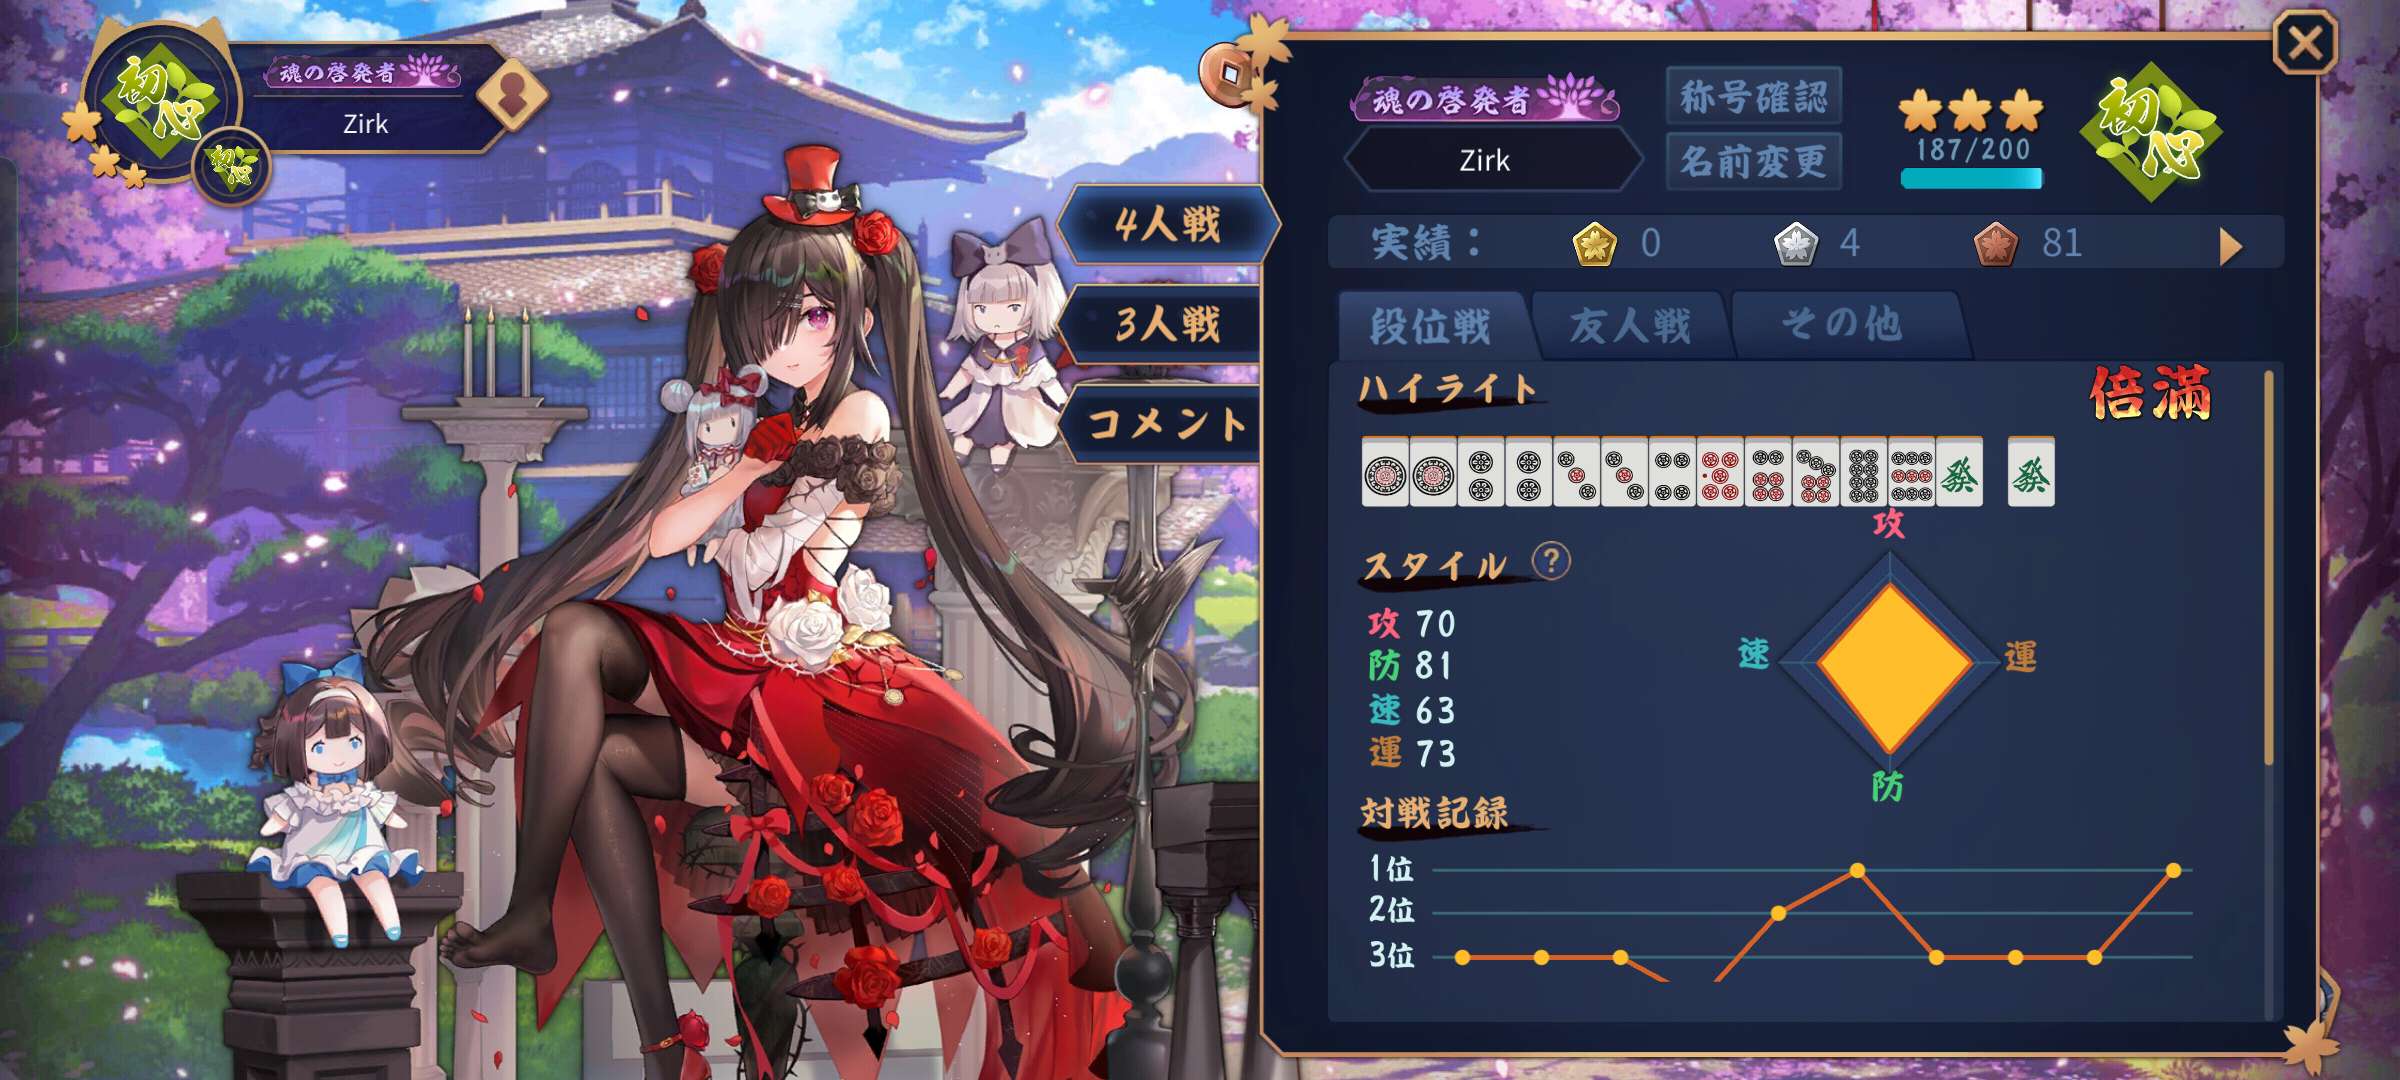 初心
魂の啓発者
Zirk
初心
4人戦
3人戦
コメント
魂の啓発者
Zirk
称号確認
名前変更
187/200
初心
実績： 0 4 81
段位戦 友人戦 その他
ハイライト
倍満
發 發
スタイル ?
攻 70
防 81
速 63
運 73
攻
速
運
防
対戦記録
1位
2位
3位